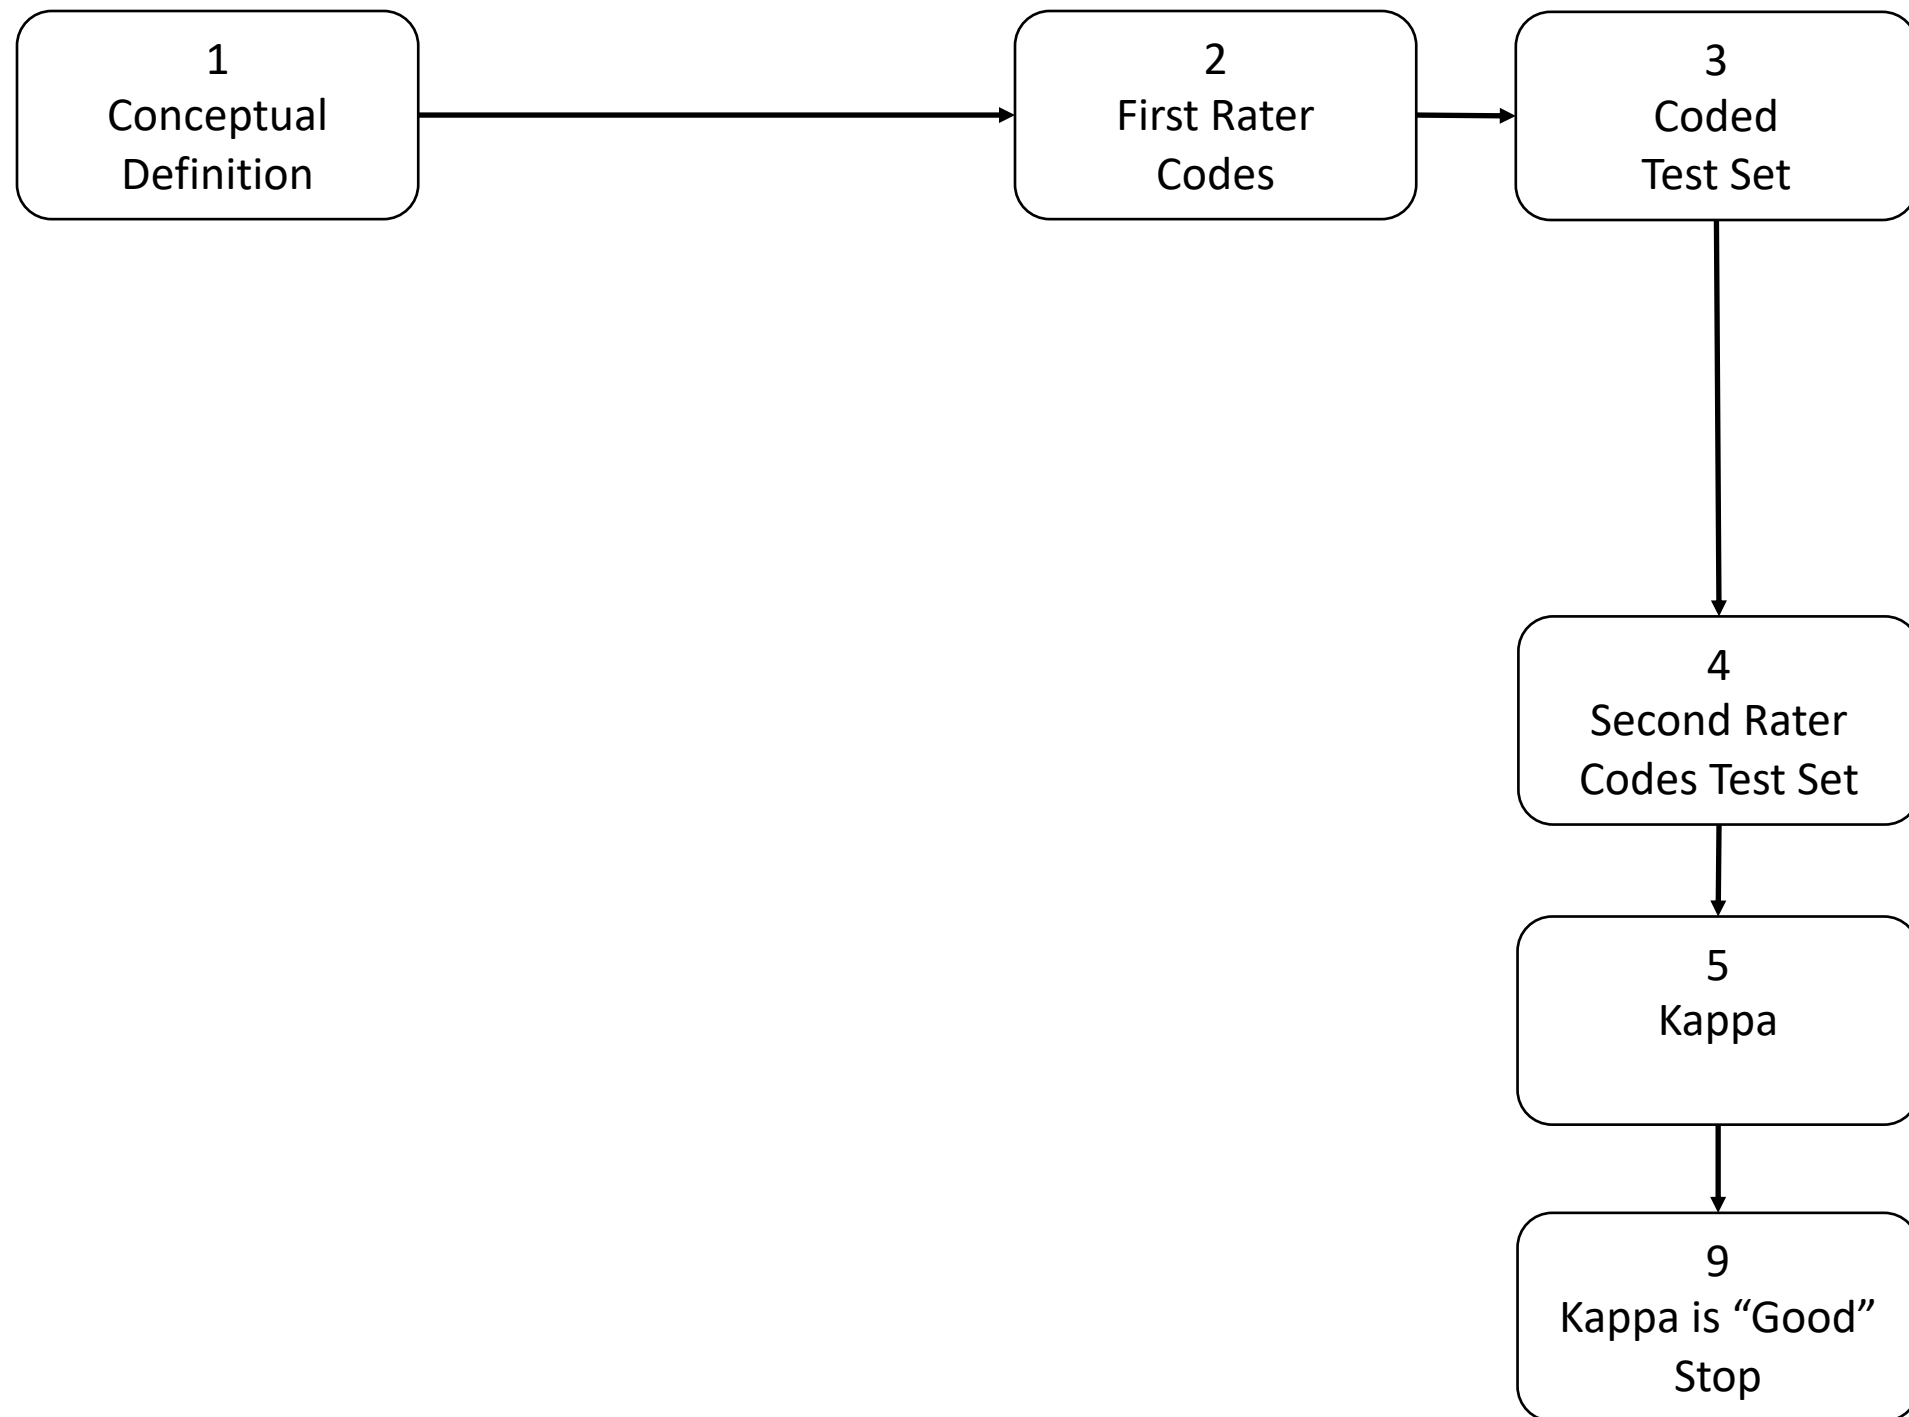 1
Conceptual
Definition
2
First Rater
Codes
3
Coded
Test Set
4
Second Rater
Codes Test Set
5
Kappa
9
Kappa is “Good”
Stop